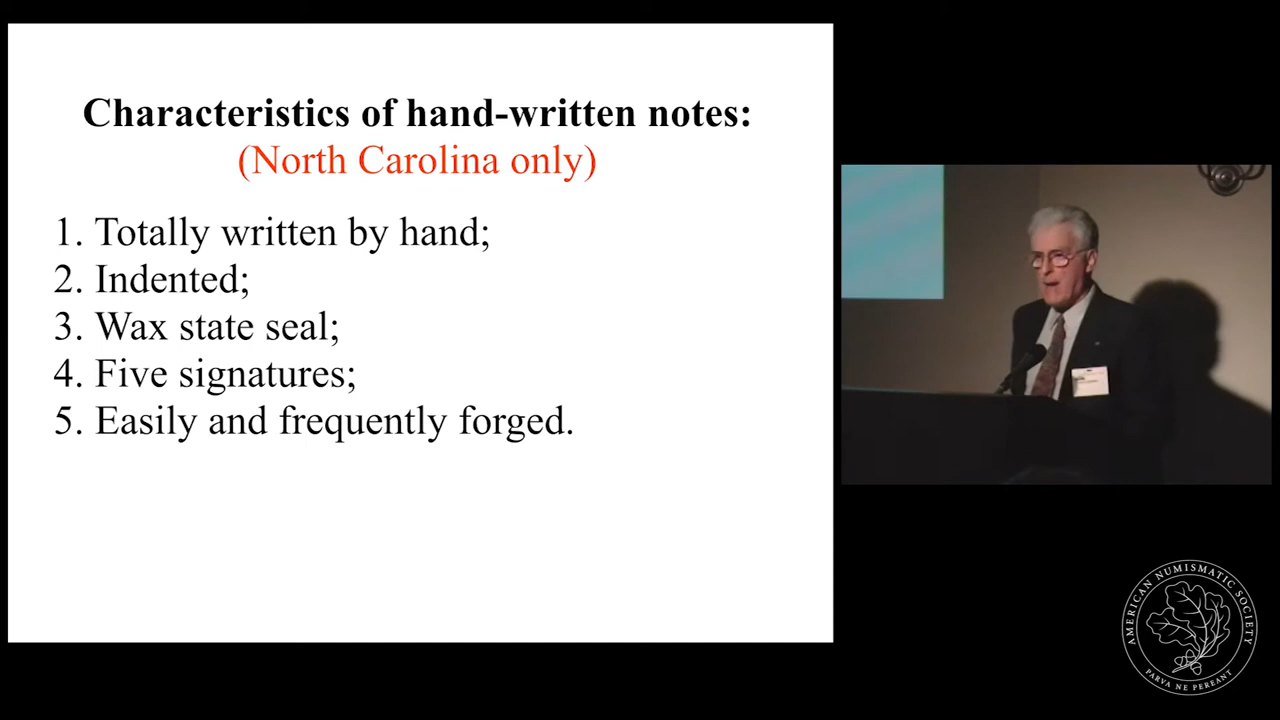 Characteristics of hand-written notes:
(North Carolina only)
1. Totally written by hand;
2. Indented;
3. Wax state seal;
4. Five signatures;
5. Easily and frequently forged.
AMERICAN NUMISMATIC SOCIETY
PARVA NE PEREANT